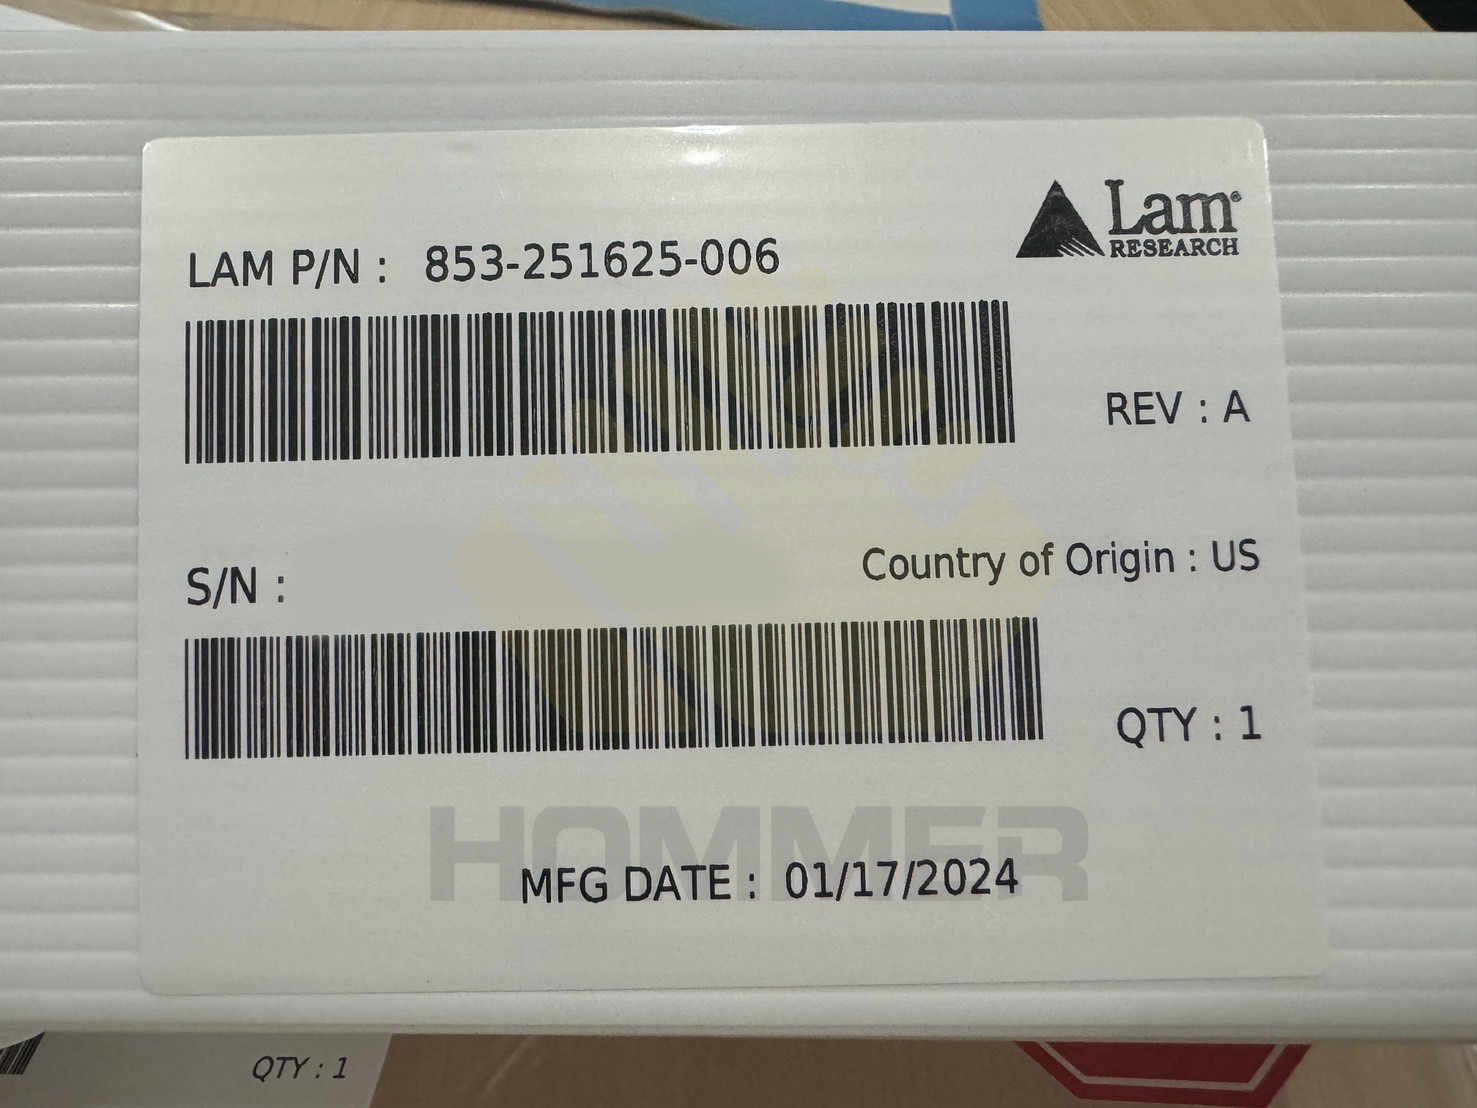 Lam®
RESEARCH
LAM P/N : 853-251625-006
REV : A
S/N :
Country of Origin : US
QTY : 1
HOMMER
MFG DATE : 01/17/2024
QTY : 1